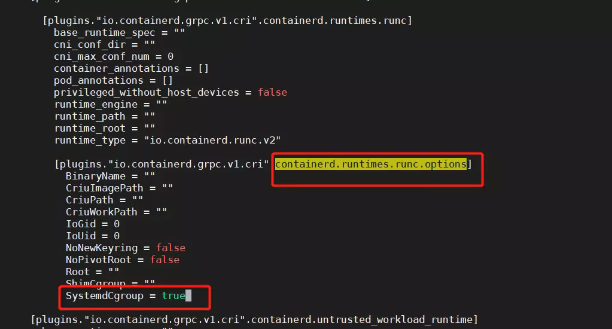 [plugins."io.containerd.grpc.v1.cri".containerd.runtimes.runc]
base_runtime_spec = ""
cni_conf_dir = ""
cni_max_conf_num = 0
container_annotations = []
pod_annotations = []
privileged_without_host_devices = false
runtime_engine = ""
runtime_path = ""
runtime_root = ""
runtime_type = "io.containerd.runc.v2"
[plugins."io.containerd.grpc.v1.cri".containerd.runtimes.runc.options]
BinaryName = ""
CriuImagePath = ""
CriuPath = ""
CriuWorkPath = ""
IoGid = 0
IoUid = 0
NoNewKeyring = false
NoPivotRoot = false
Root = ""
ShimCgroup = ""
SystemdCgroup = true
[plugins."io.containerd.grpc.v1.cri".containerd.untrusted_workload_runtime]